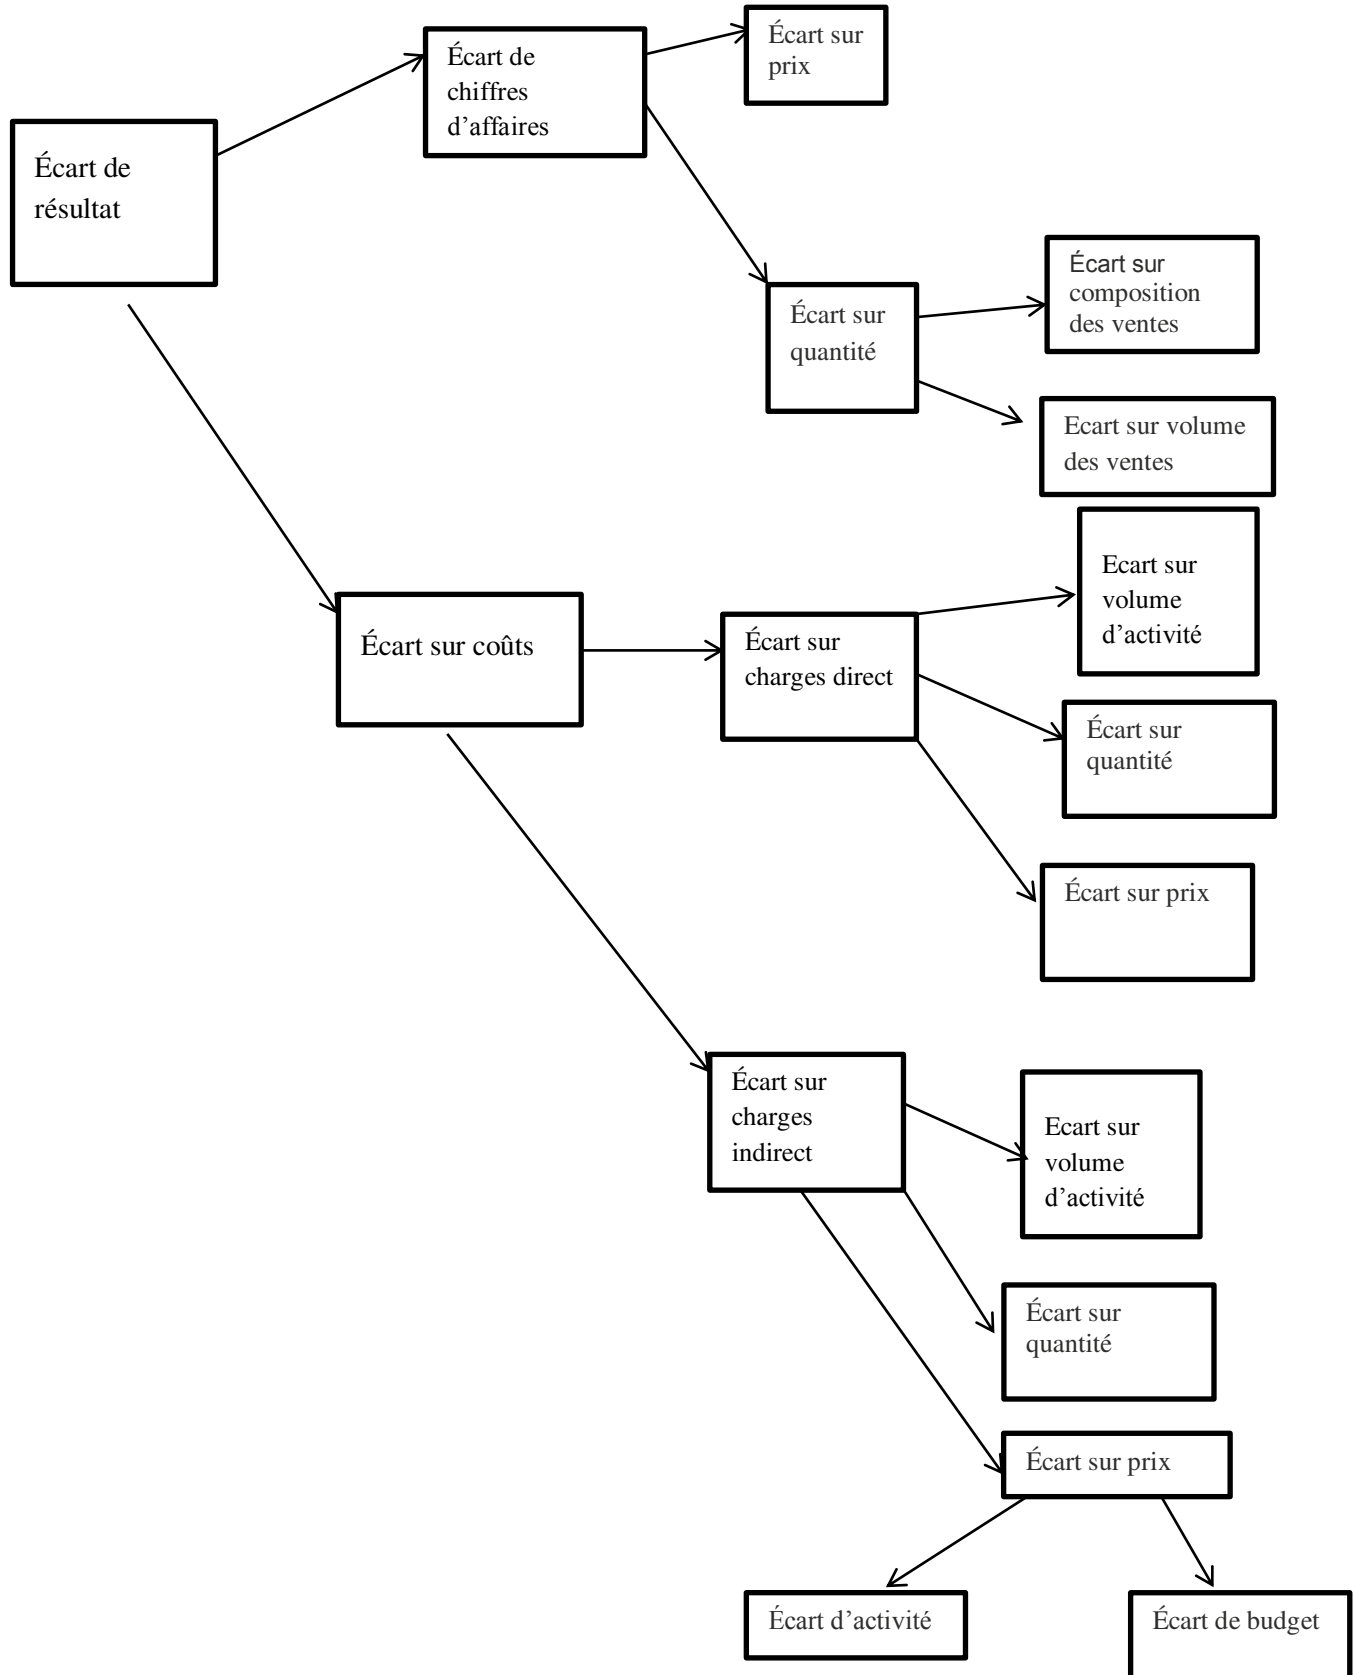 Écart sur
prix
Écart de
chiffres
d’affaires
Écart de
résultat
Écart sur
composition
des ventes
Écart sur
quantité
Ecart sur volume
des ventes
Ecart sur
volume
d’activité
Écart sur coûts
Écart sur
charges direct
Écart sur
quantité
Écart sur prix
Écart sur
charges
indirect
Ecart sur
volume
d’activité
Écart sur
quantité
Écart sur prix
Écart d’activité
Écart de budget